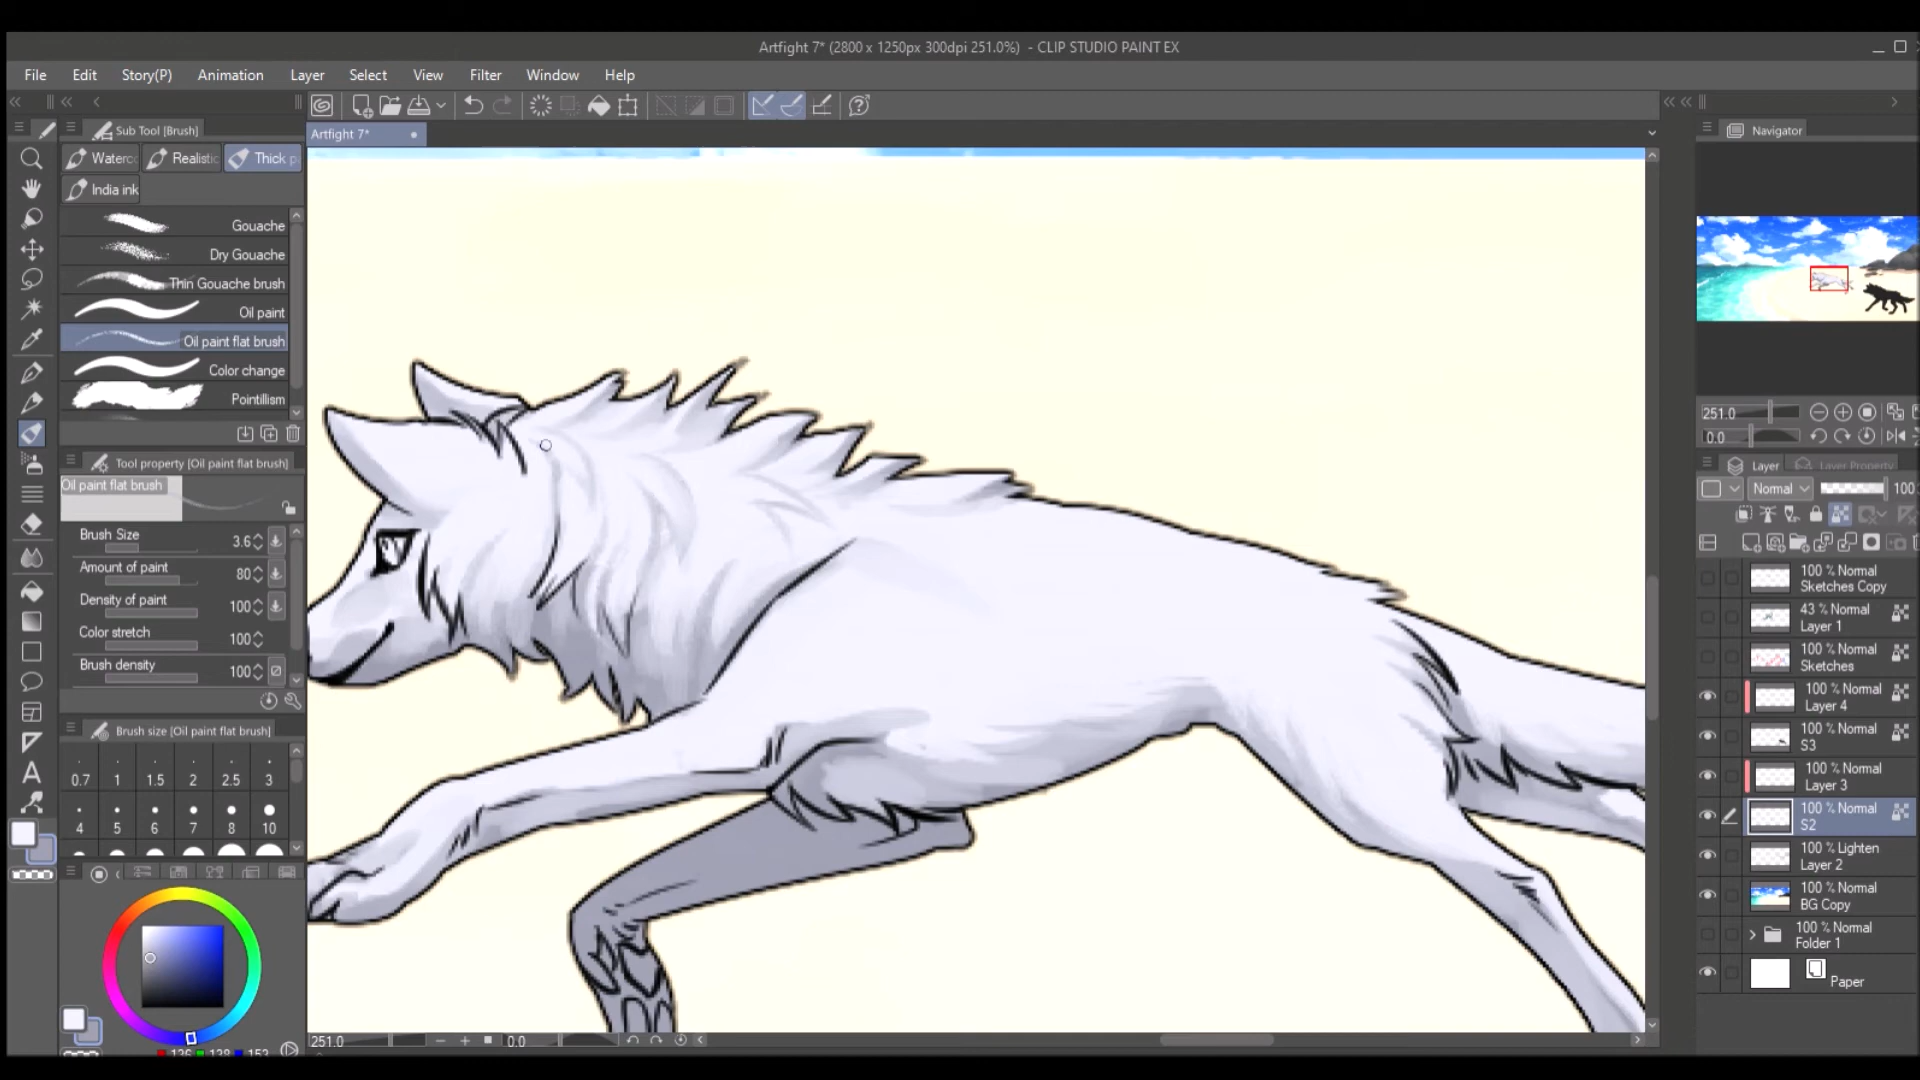 Artfight 7* (2800 x 1250px 300dpi 251.0%) - CLIP STUDIO PAINT EX
File Edit Story(P) Animation Layer Select View Filter Window Help
Sub Tool [Brush]
Artfight 7*
Navigator
Waterc Realistic Thick p
India ink
Gouache
Dry Gouache
Thin Gouache brush
Oil paint
Oil paint flat brush
Color change
Pointillism
Tool property [Oil paint flat brush]
Oil paint flat brush
Brush Size 3.6
Amount of paint 80
Density of paint 100
Color stretch 100
Brush density 100
Brush size [Oil paint flat brush]
0.7 1 1.5 2 2.5 3
4 5 6 7 8 10
136 138 153
251.0 0.0
251.0
0.0
Layer Layer Property
Normal 100
100 % Normal
Sketches Copy
43 % Normal
Layer 1
100 % Normal
Sketches
100 % Normal
Layer 4
100 % Normal
S3
100 % Normal
Layer 3
100 % Normal
S2
100 % Lighten
Layer 2
100 % Normal
BG Copy
100 % Normal
Folder 1
Paper